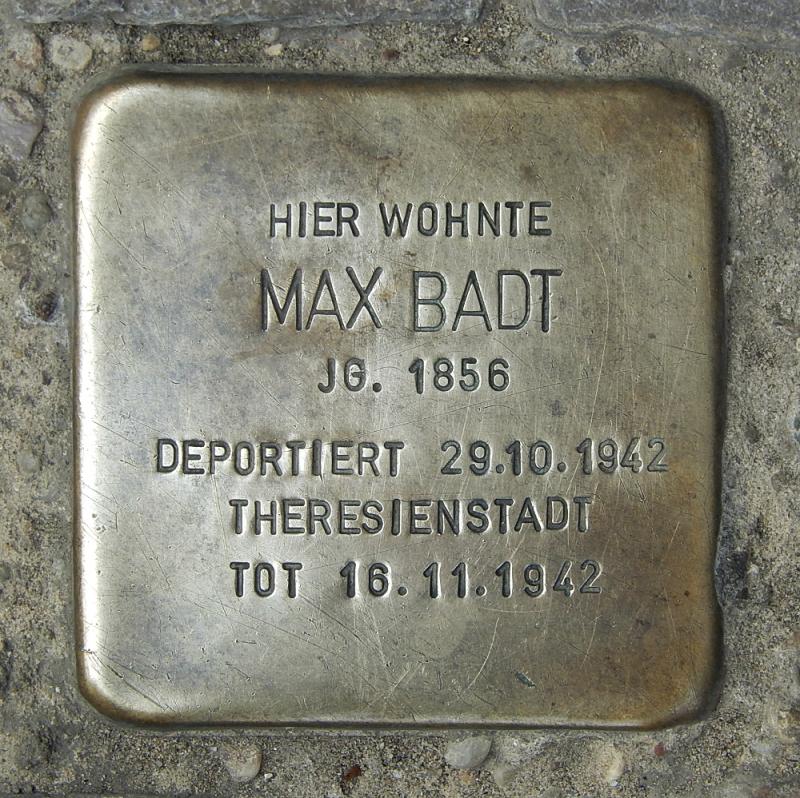 HIER WOHNTE
MAX BADT
JG. 1856
DEPORTIERT 29.10.1942
THERESIENSTADT
TOT 16.11.1942